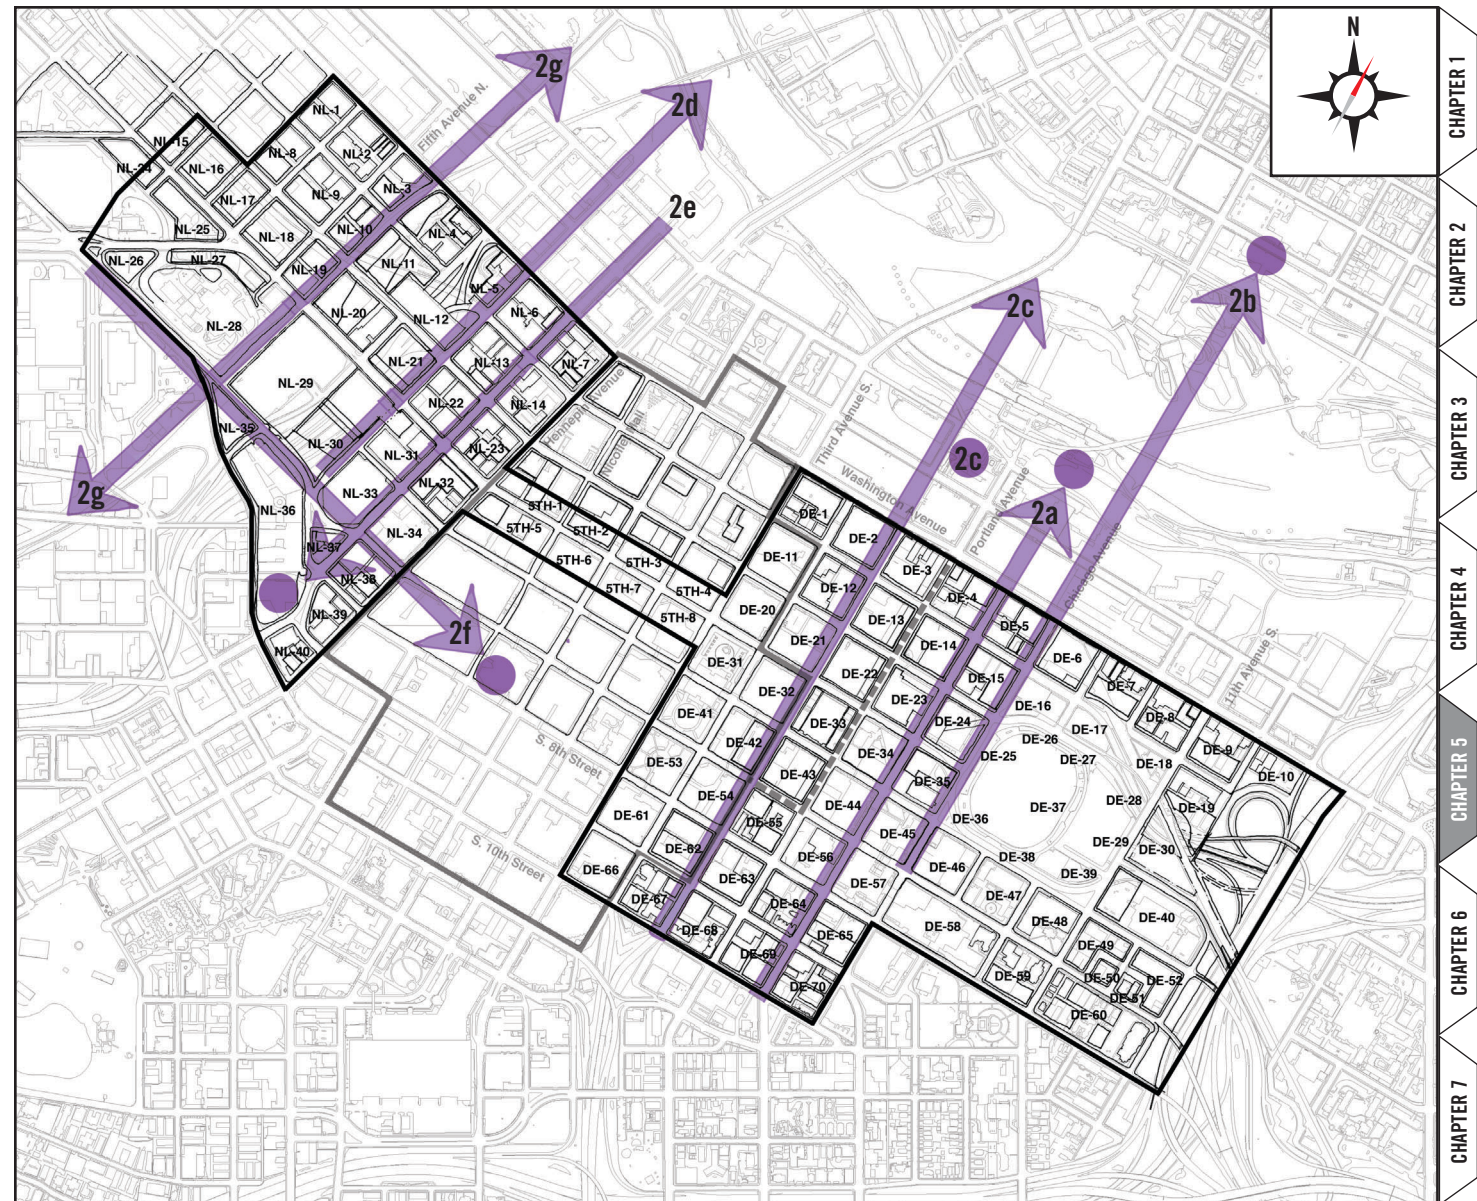 N
CHAPTER 1
CHAPTER 2
CHAPTER 3
CHAPTER 4
CHAPTER 5
CHAPTER 6
CHAPTER 7
2g
2d
2e
2c
2b
2c
2a
2g
2f
Fifth Avenue N.
Hennepin Avenue
Nicollet Mall
Third Avenue S.
Washington Avenue
Portland Avenue
Chicago Avenue
11th Avenue S.
S. 8th Street
S. 10th Street
NL-1
NL-2
NL-3
NL-4
NL-5
NL-6
NL-7
NL-8
NL-9
NL-10
NL-11
NL-12
NL-13
NL-14
NL-15
NL-16
NL-17
NL-18
NL-19
NL-20
NL-21
NL-22
NL-23
NL-24
NL-25
NL-26
NL-27
NL-28
NL-29
NL-30
NL-31
NL-32
NL-33
NL-34
NL-35
NL-36
NL-37
NL-38
NL-39
NL-40
5TH-1
5TH-2
5TH-3
5TH-4
5TH-5
5TH-6
5TH-7
5TH-8
DE-1
DE-2
DE-3
DE-4
DE-5
DE-6
DE-7
DE-8
DE-9
DE-10
DE-11
DE-12
DE-13
DE-14
DE-15
DE-16
DE-17
DE-18
DE-19
DE-20
DE-21
DE-22
DE-23
DE-24
DE-25
DE-26
DE-27
DE-28
DE-29
DE-30
DE-31
DE-32
DE-33
DE-34
DE-35
DE-36
DE-37
DE-38
DE-39
DE-40
DE-41
DE-42
DE-43
DE-44
DE-45
DE-46
DE-47
DE-48
DE-49
DE-50
DE-51
DE-52
DE-53
DE-54
DE-55
DE-56
DE-57
DE-58
DE-59
DE-60
DE-61
DE-62
DE-63
DE-64
DE-65
DE-66
DE-67
DE-68
DE-69
DE-70